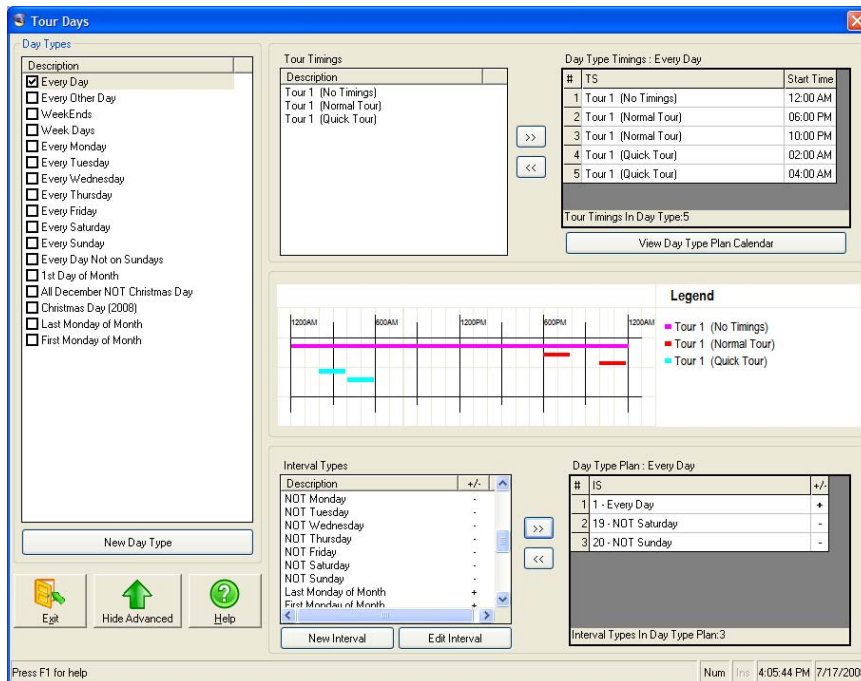 Tour Days
Day Types
Description
Every Day
Every Other Day
WeekEnds
Week Days
Every Monday
Every Tuesday
Every Wednesday
Every Thursday
Every Friday
Every Saturday
Every Sunday
Every Day Not on Sundays
1st Day of Month
All December NOT Christmas Day
Christmas Day (2008)
Last Monday of Month
First Monday of Month
New Day Type
Exit
Hide Advanced
Help
Tour Timings
Description
Tour 1 (No Timings)
Tour 1 (Normal Tour)
Tour 1 (Quick Tour)
>>
<<
Day Type Timings : Every Day
# TS Start Time
1 Tour 1 (No Timings) 12:00 AM
2 Tour 1 (Normal Tour) 06:00 PM
3 Tour 1 (Normal Tour) 10:00 PM
4 Tour 1 (Quick Tour) 02:00 AM
5 Tour 1 (Quick Tour) 04:00 AM
Tour Timings In Day Type:5
View Day Type Plan Calendar
1200AM 600AM 1200PM 600PM 1200AM
Legend
Tour 1 (No Timings)
Tour 1 (Normal Tour)
Tour 1 (Quick Tour)
Interval Types
Description +/-
NOT Monday -
NOT Tuesday -
NOT Wednesday -
NOT Thursday -
NOT Friday -
NOT Saturday -
NOT Sunday -
Last Monday of Month +
First Monday of Month +
New Interval
Edit Interval
>>
<<
Day Type Plan : Every Day
# IS +/-
1 1 - Every Day +
2 19 - NOT Saturday -
3 20 - NOT Sunday -
Interval Types In Day Type Plan:3
Press F1 for help
Num Ins 4:05:44 PM 7/17/200